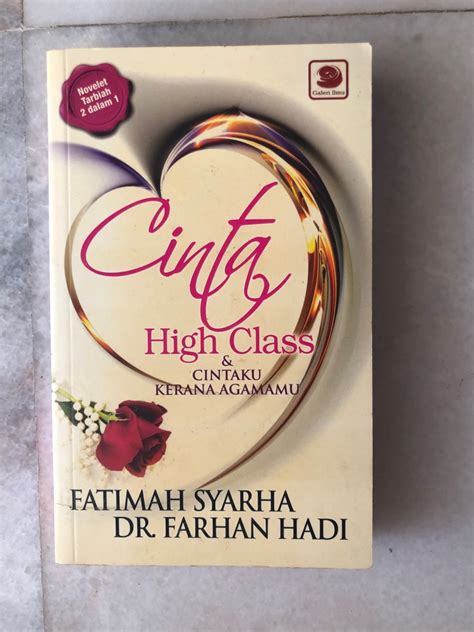 Novelet
Tarbiah
2 dalam 1
Galeri Ilmu
Cinta
High Class
&
CINTAKU
KERANA AGAMAMU
FATIMAH SYARHA
DR. FARHAN HADI